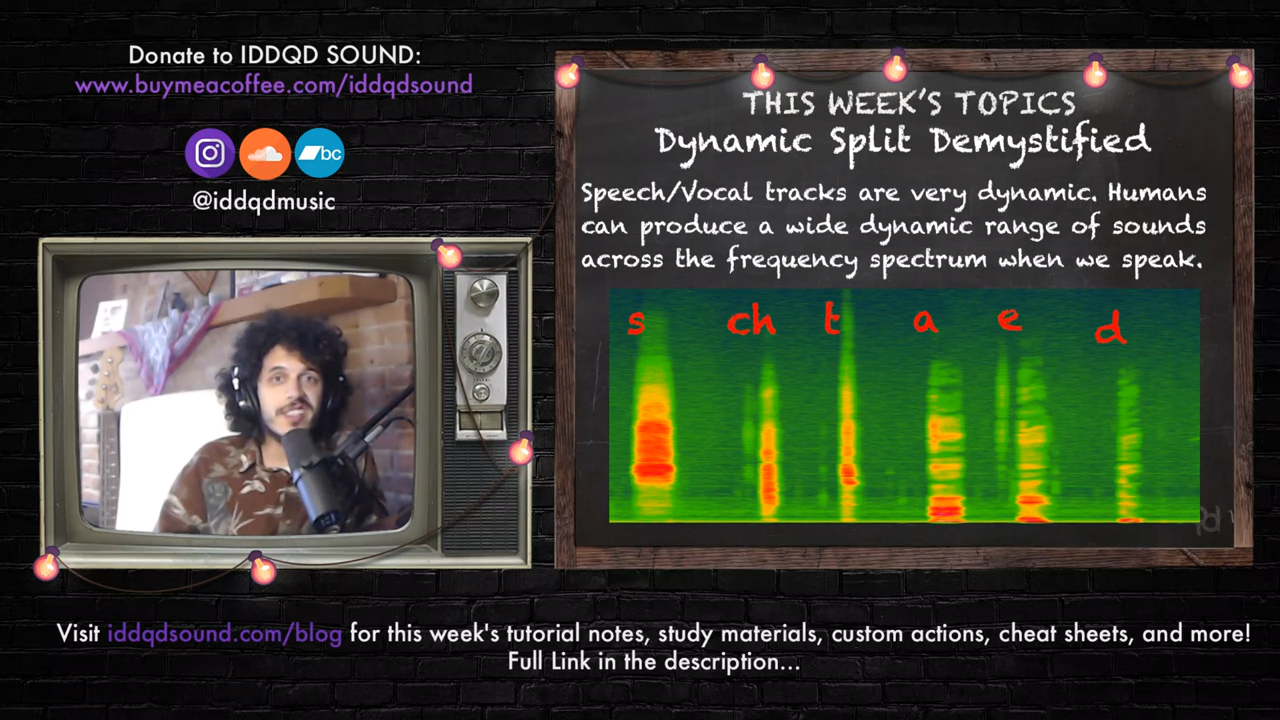 Donate to IDDQD SOUND:
www.buymeacoffee.com/iddqdsound
bc
@iddqdmusic
THIS WEEK'S TOPICS
Dynamic Split Demystified
Speech/Vocal tracks are very dynamic. Humans
can produce a wide dynamic range of sounds
across the frequency spectrum when we speak.
s ch t a e d
Visit iddqdsound.com/blog for this week's tutorial notes, study materials, custom actions, cheat sheets, and more!
Full Link in the description...